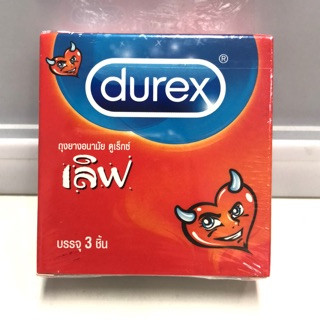 durex®
ถุงยางอนามัย ดูเร็กซ์
เลิฟ
บรรจุ 3 ชิ้น